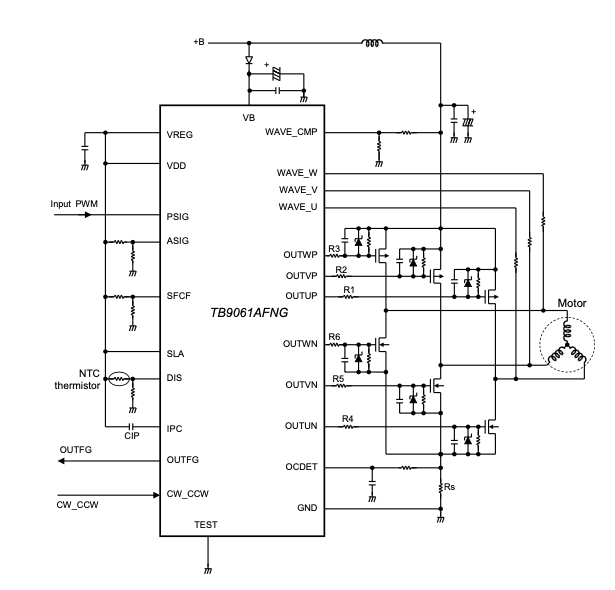 +B
+
VB
+
VREG
WAVE_CMP
VDD
WAVE_W
WAVE_V
Input PWM
PSIG
WAVE_U
ASIG
OUTWP
R3
OUTVP
R2
SFCF
OUTUP
R1
TB9061AFNG
Motor
OUTWN
R6
SLA
NTC
thermistor
DIS
OUTVN
R5
CIP
IPC
OUTUN
R4
OUTFG
OUTFG
OCDET
CW_CCW
CW_CCW
Rs
GND
TEST